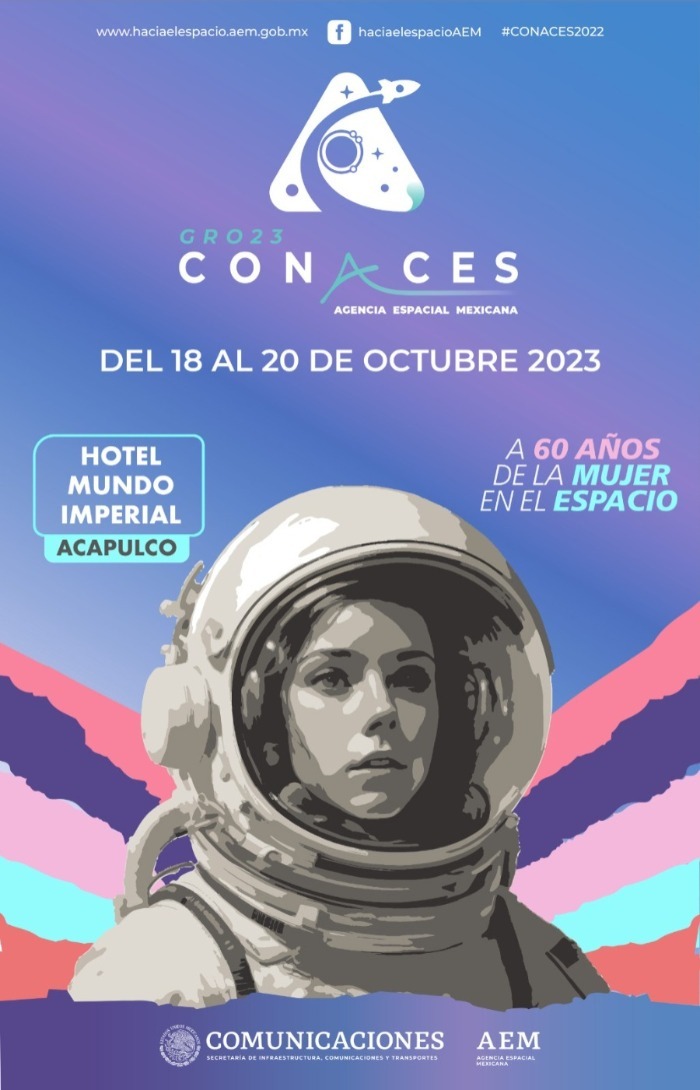 www.haciaelespacio.aem.gob.mx haciaelespacioAEM #CONACES2022
GRO23
CONACES
AGENCIA ESPACIAL MEXICANA
DEL 18 AL 20 DE OCTUBRE 2023
HOTEL
MUNDO
IMPERIAL
ACAPULCO
A 60 AÑOS
DE LA MUJER
EN EL ESPACIO
COMUNICACIONES
SECRETARÍA DE INFRAESTRUCTURA, COMUNICACIONES Y TRANSPORTES
AEM
AGENCIA ESPACIAL
MEXICANA